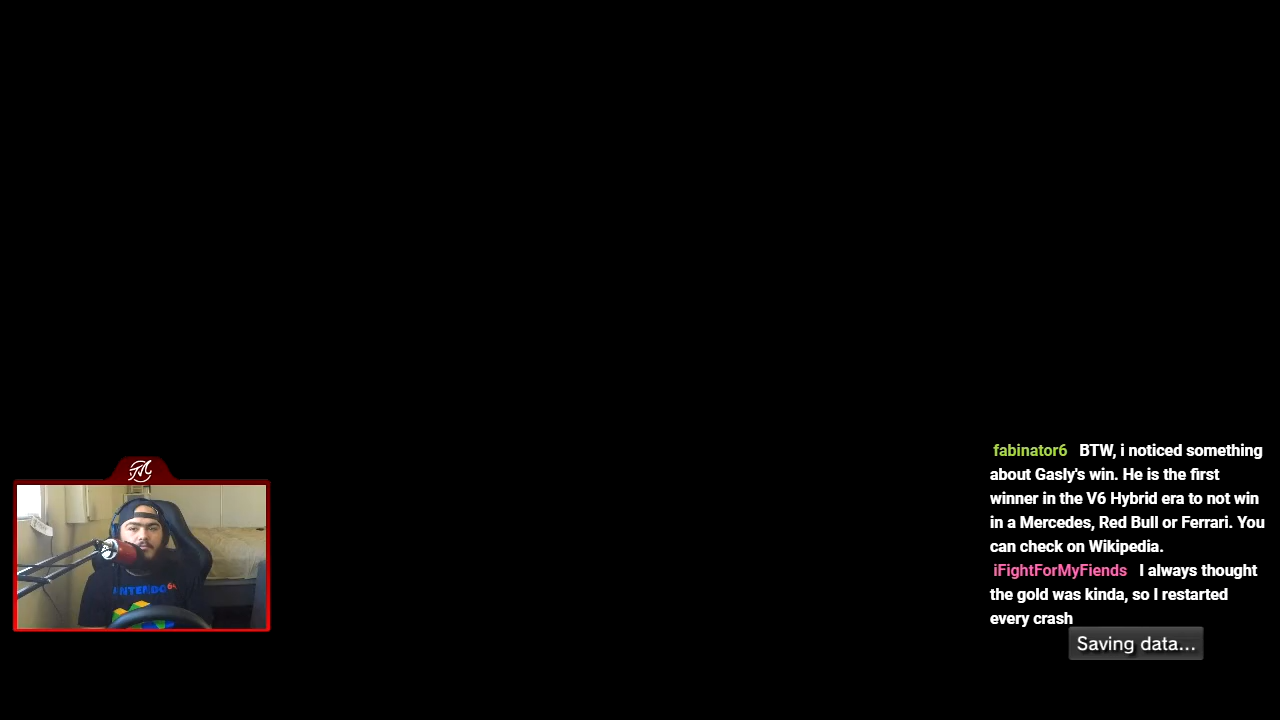 fabinator6 BTW, i noticed something
about Gasly's win. He is the first
winner in the V6 Hybrid era to not win
in a Mercedes, Red Bull or Ferrari. You
can check on Wikipedia.
iFightForMyFiends I always thought
the gold was kinda, so I restarted
every crash
Saving data...
NINTENDO64